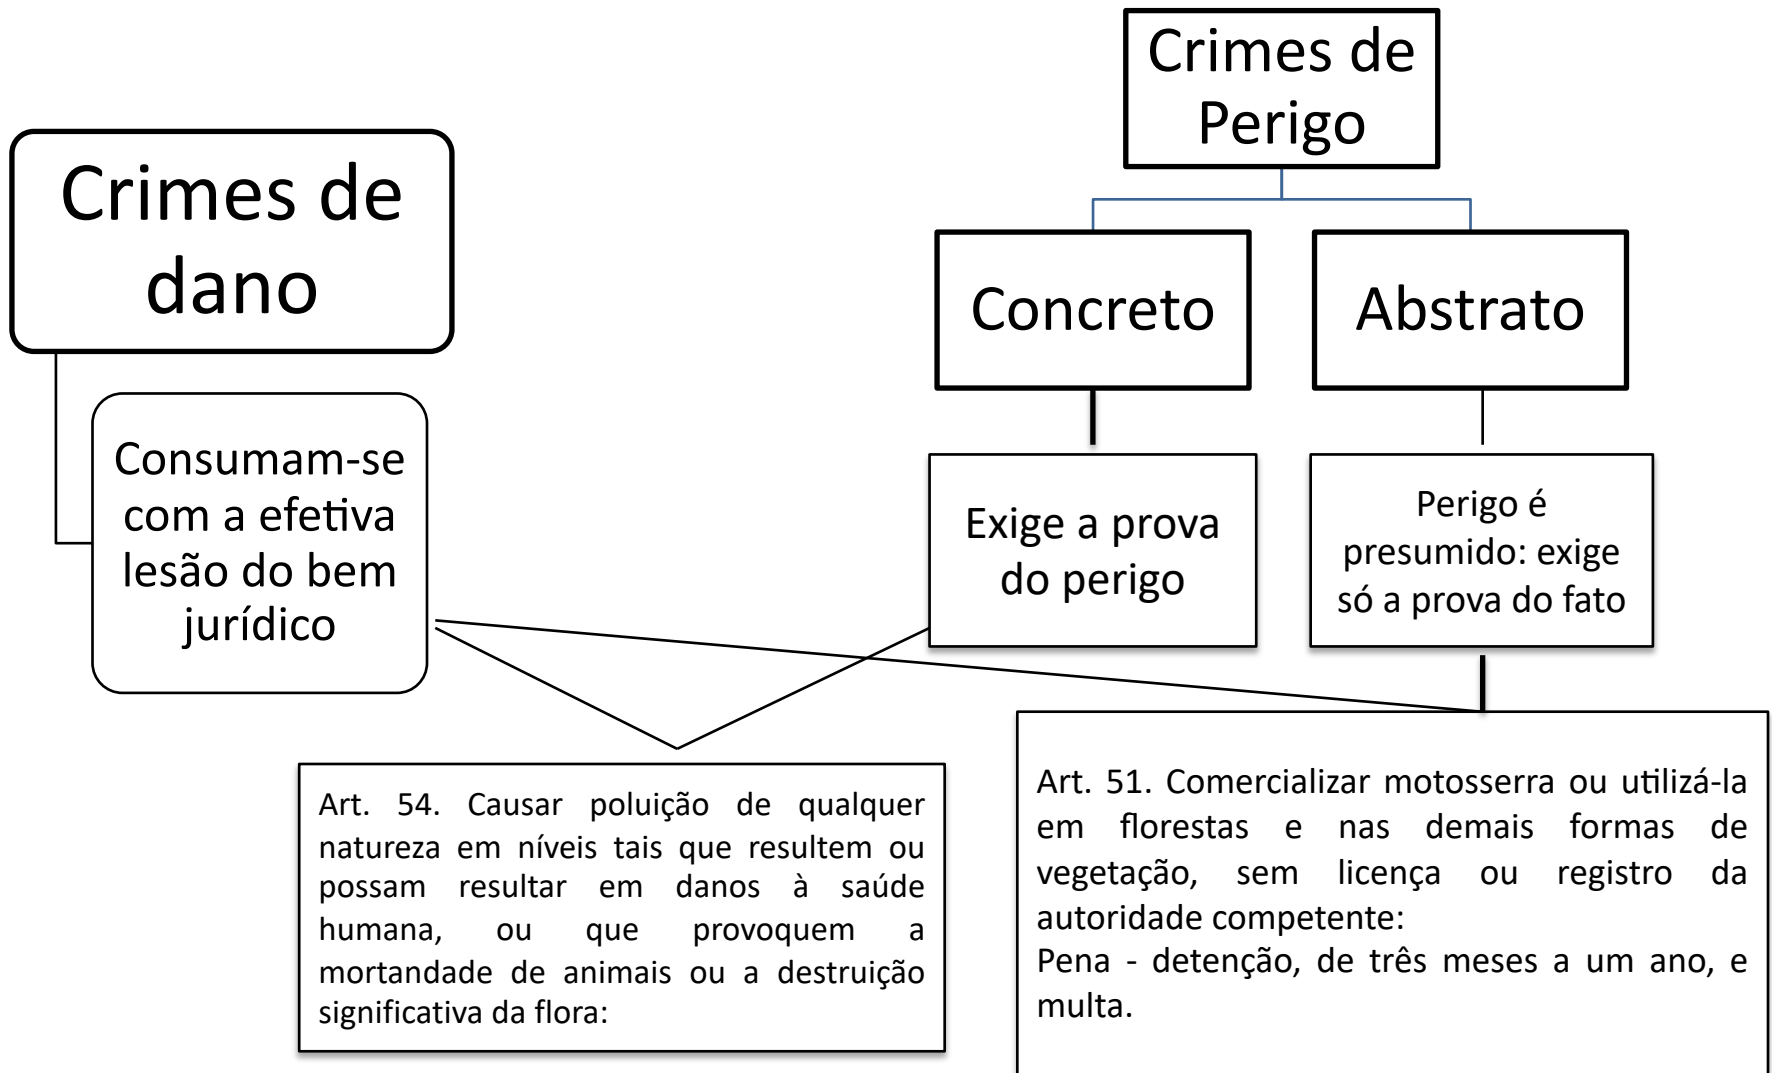 Crimes de
Perigo
Crimes de
dano
Concreto
Abstrato
Consumam-se
com a efetiva
lesão do bem
jurídico
Exige a prova
do perigo
Perigo é
presumido: exige
só a prova do fato
Art. 54. Causar poluição de qualquer
natureza em níveis tais que resultem ou
possam resultar em danos à saúde
humana, ou que provoquem a
mortandade de animais ou a destruição
significativa da flora:
Art. 51. Comercializar motosserra ou utilizá-la
em florestas e nas demais formas de
vegetação, sem licença ou registro da
autoridade competente:
Pena - detenção, de três meses a um ano, e
multa.